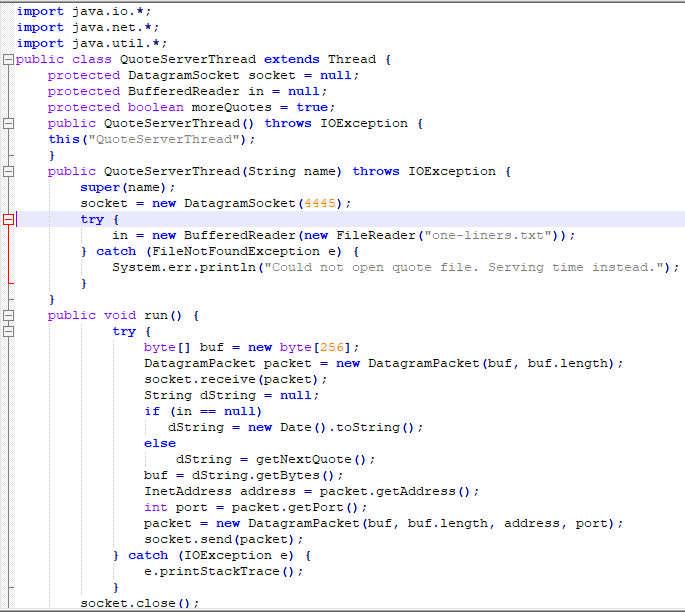 import java.io.*;
import java.net.*;
import java.util.*;
public class QuoteServerThread extends Thread {
    protected DatagramSocket socket = null;
    protected BufferedReader in = null;
    protected boolean moreQuotes = true;
    public QuoteServerThread() throws IOException {
    this("QuoteServerThread");
    }
    public QuoteServerThread(String name) throws IOException {
        super(name);
        socket = new DatagramSocket(4445);
        try {
            in = new BufferedReader(new FileReader("one-liners.txt"));
        } catch (FileNotFoundException e) {
            System.err.println("Could not open quote file. Serving time instead.");
        }
    }
    public void run() {
            try {
                byte[] buf = new byte[256];
                DatagramPacket packet = new DatagramPacket(buf, buf.length);
                socket.receive(packet);
                String dString = null;
                if (in == null)
                   dString = new Date().toString();
                else
                    dString = getNextQuote();
                buf = dString.getBytes();
                InetAddress address = packet.getAddress();
                int port = packet.getPort();
                packet = new DatagramPacket(buf, buf.length, address, port);
                socket.send(packet);
            } catch (IOException e) {
                e.printStackTrace();
            }
        socket.close();